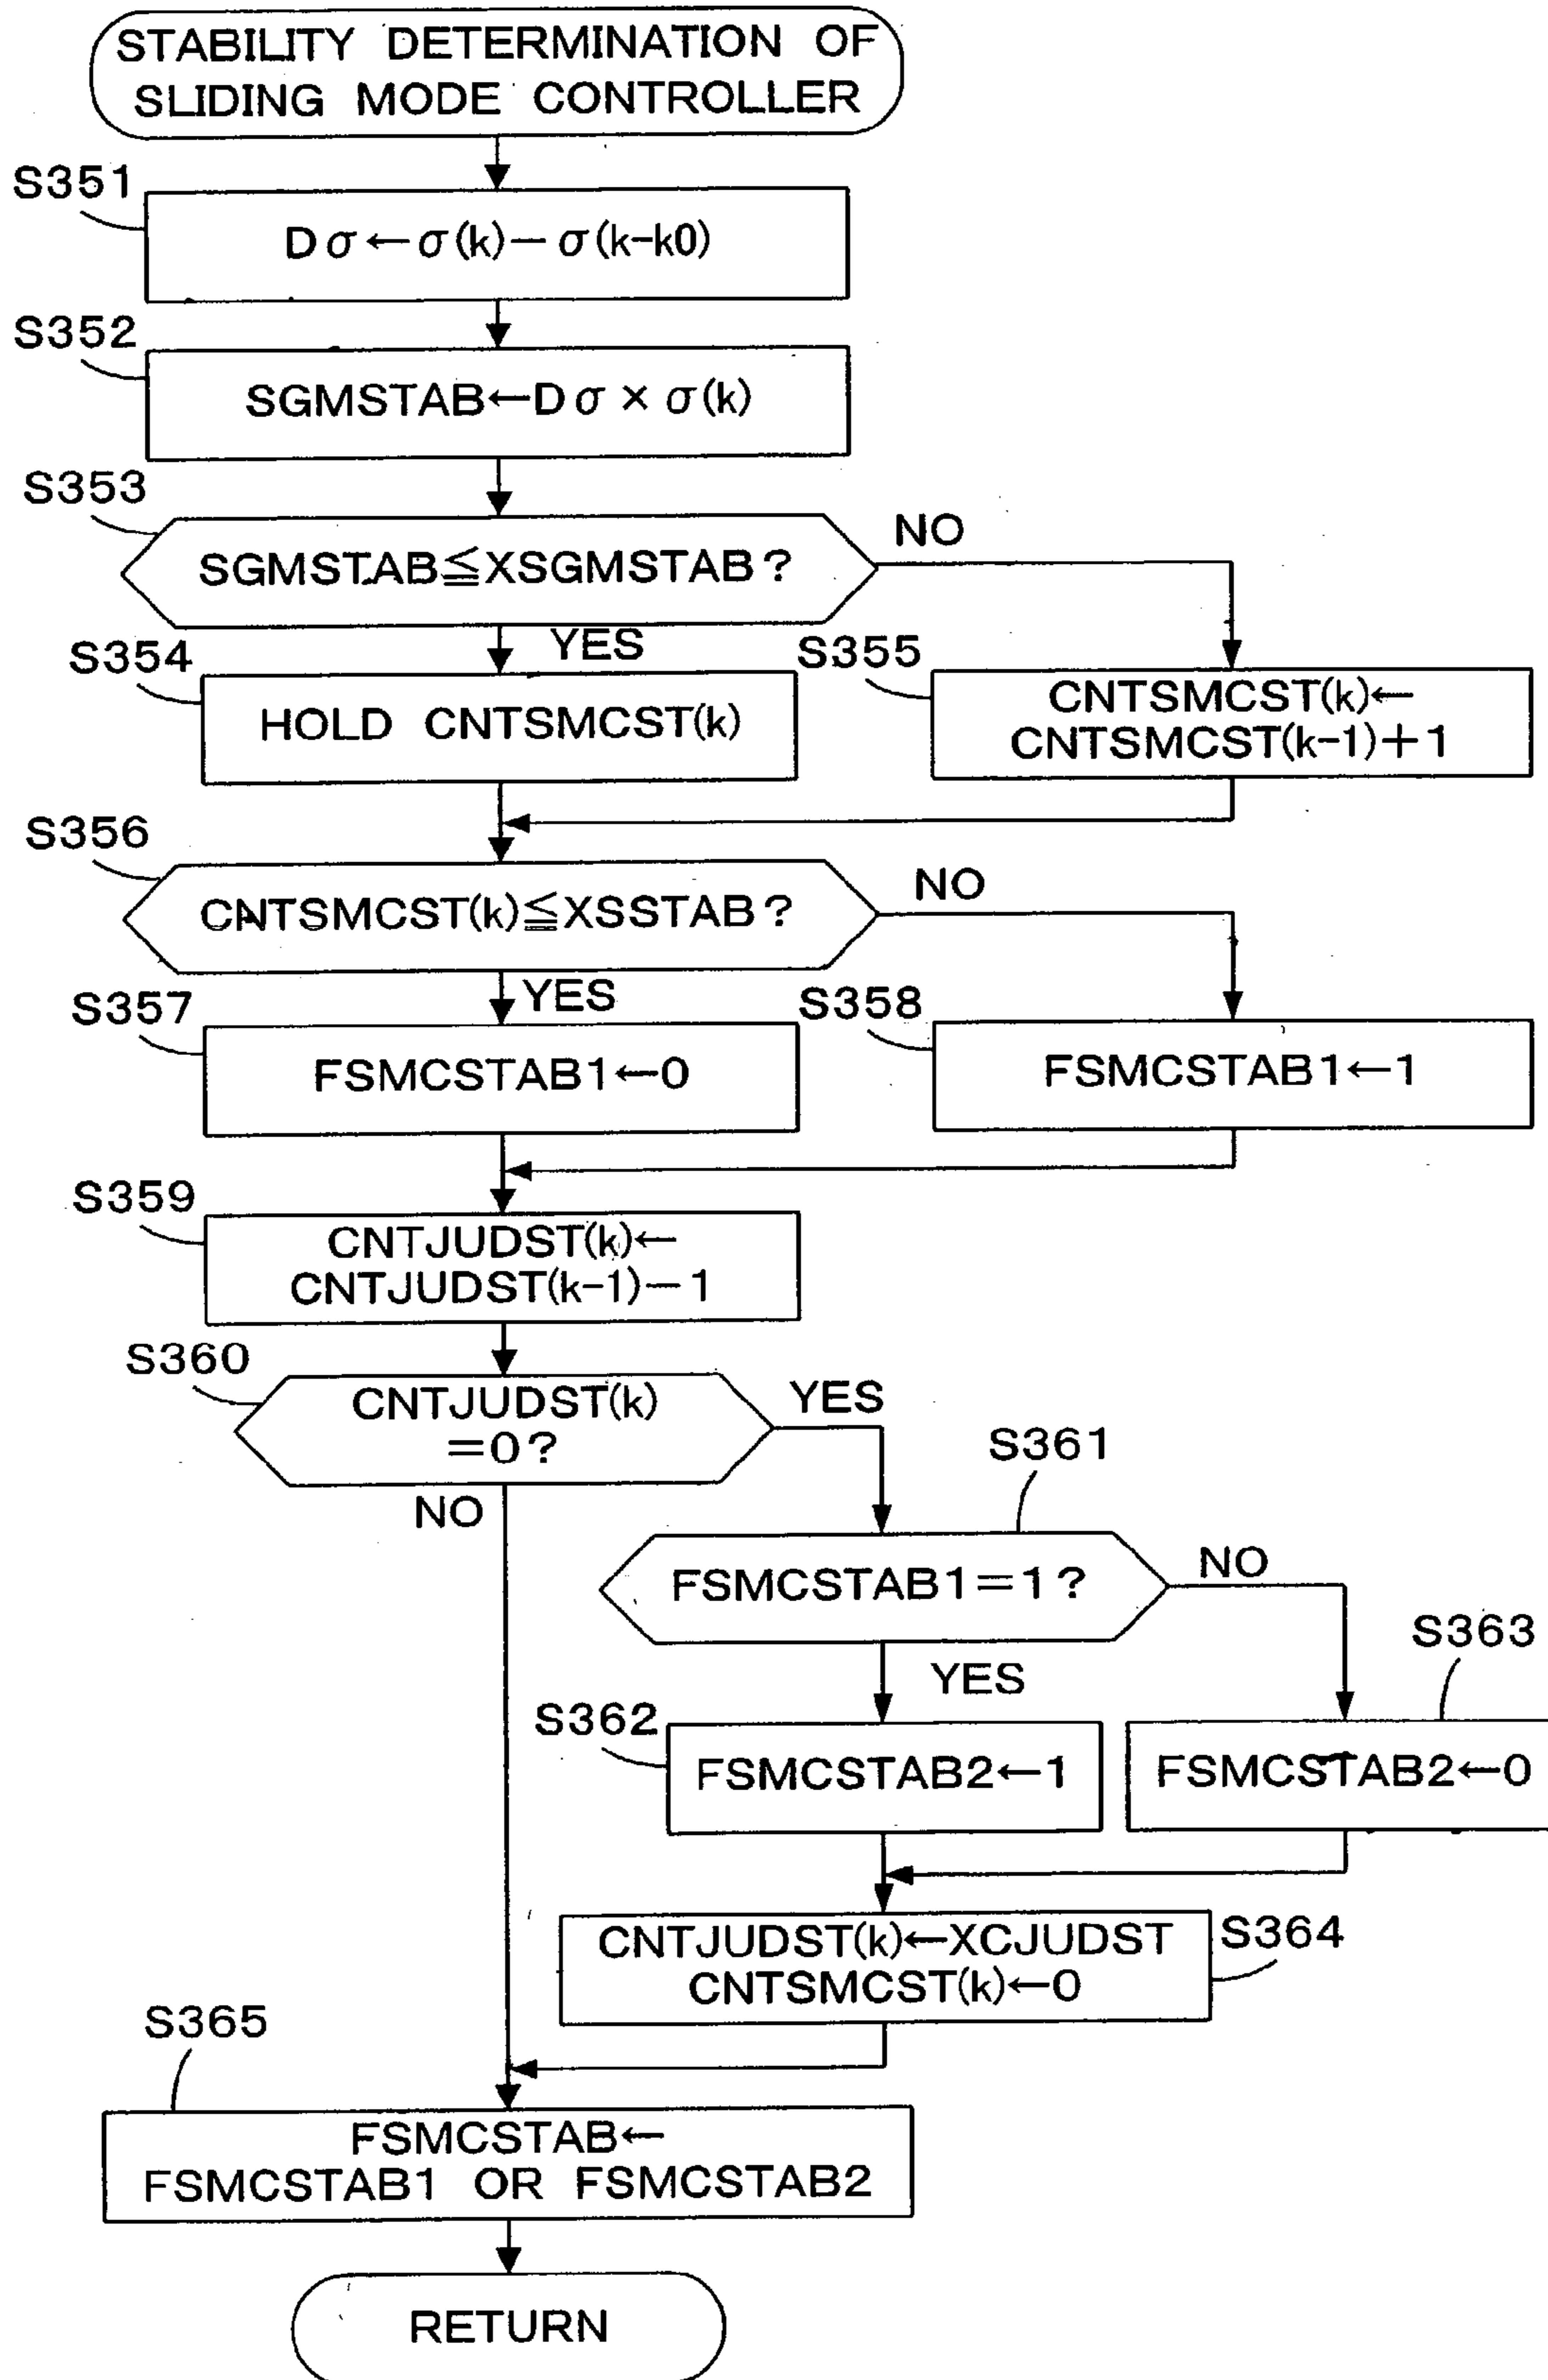 STABILITY DETERMINATION OF
SLIDING MODE CONTROLLER
S351
Dσ←σ(k)−σ(k-k0)
S352
SGMSTAB←Dσ×σ(k)
S353
SGMSTAB≦XSGMSTAB?
NO
YES
S354
HOLD CNTSMCST(k)
S355
CNTSMCST(k)←
CNTSMCST(k-1)+1
S356
CNTSMCST(k)≦XSSTAB?
NO
YES
S357
FSMCSTAB1←0
S358
FSMCSTAB1←1
S359
CNTJUDST(k)←
CNTJUDST(k-1)−1
S360
CNTJUDST(k)
=0?
YES
NO
S361
FSMCSTAB1=1?
NO
YES
S362
FSMCSTAB2←1
S363
FSMCSTAB2←0
S364
CNTJUDST(k)←XCJUDST
CNTSMCST(k)←0
S365
FSMCSTAB←
FSMCSTAB1 OR FSMCSTAB2
RETURN